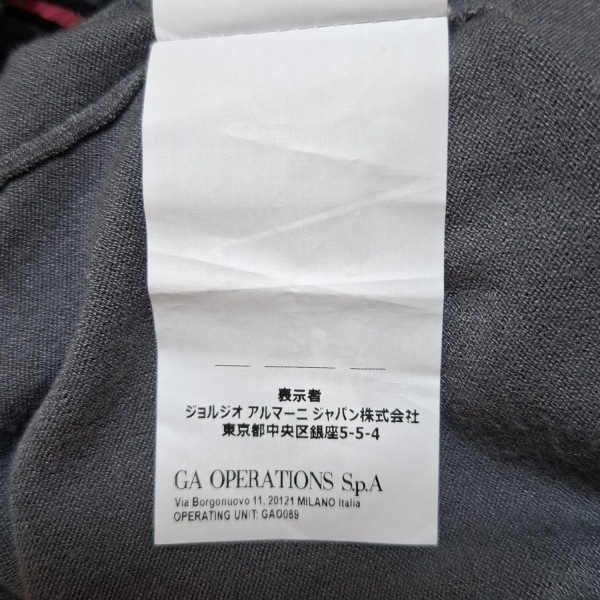 表示者
ジョルジオ アルマーニ ジャパン株式会社
東京都中央区銀座5-5-4
GA OPERATIONS S.p.A
Via Borgonuovo 11, 20121 MILANO Italia
OPERATING UNIT: GAO089